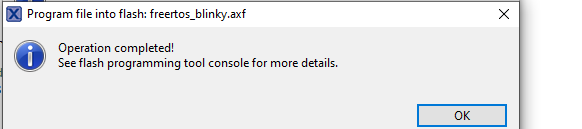 Program file into flash: freertos_blinky.axf
Operation completed!
See flash programming tool console for more details.
OK